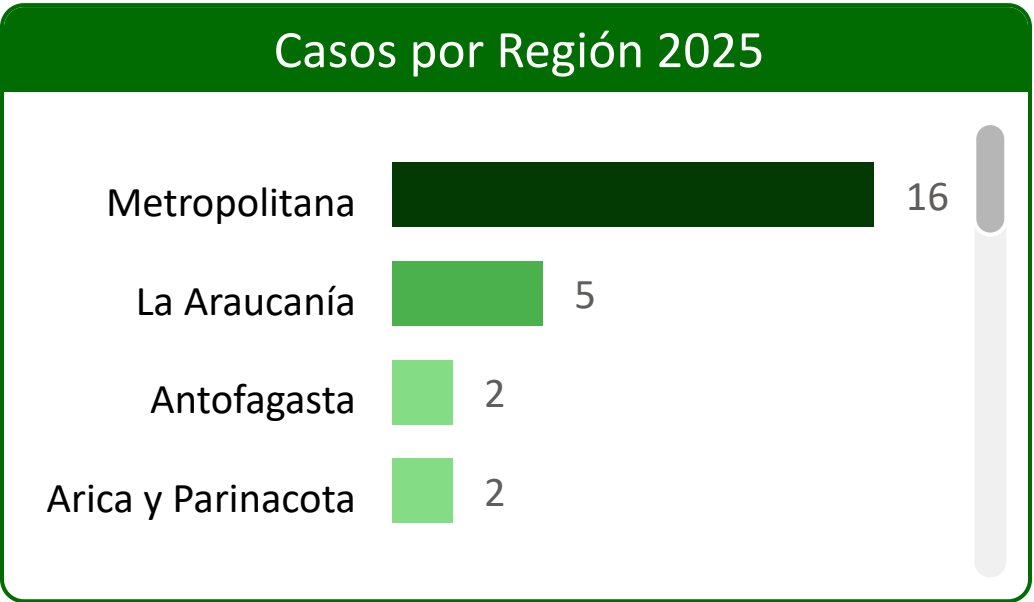 Casos por Región 2025
Metropolitana 16
La Araucanía 5
Antofagasta 2
Arica y Parinacota 2